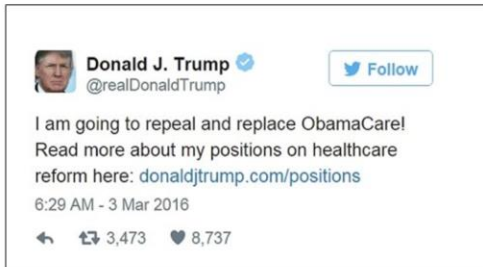 Donald J. Trump
@realDonaldTrump
Follow
I am going to repeal and replace ObamaCare!
Read more about my positions on healthcare
reform here: donaldjtrump.com/positions
6:29 AM - 3 Mar 2016
3,473 8,737